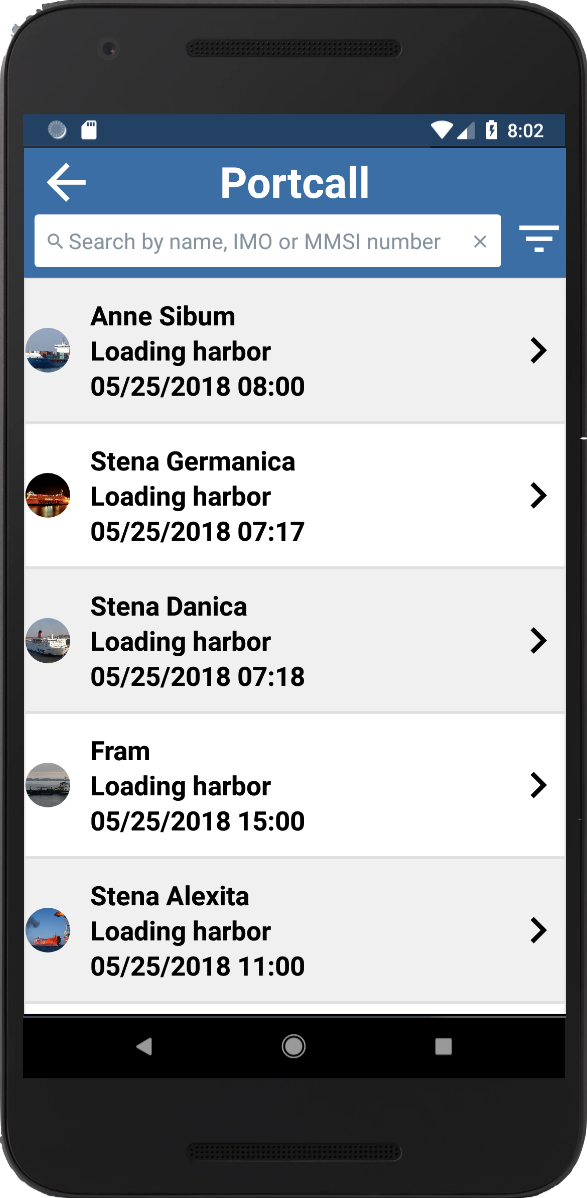 8:02
Portcall
Search by name, IMO or MMSI number
Anne Sibum
Loading harbor
05/25/2018 08:00
Stena Germanica
Loading harbor
05/25/2018 07:17
Stena Danica
Loading harbor
05/25/2018 07:18
Fram
Loading harbor
05/25/2018 15:00
Stena Alexita
Loading harbor
05/25/2018 11:00